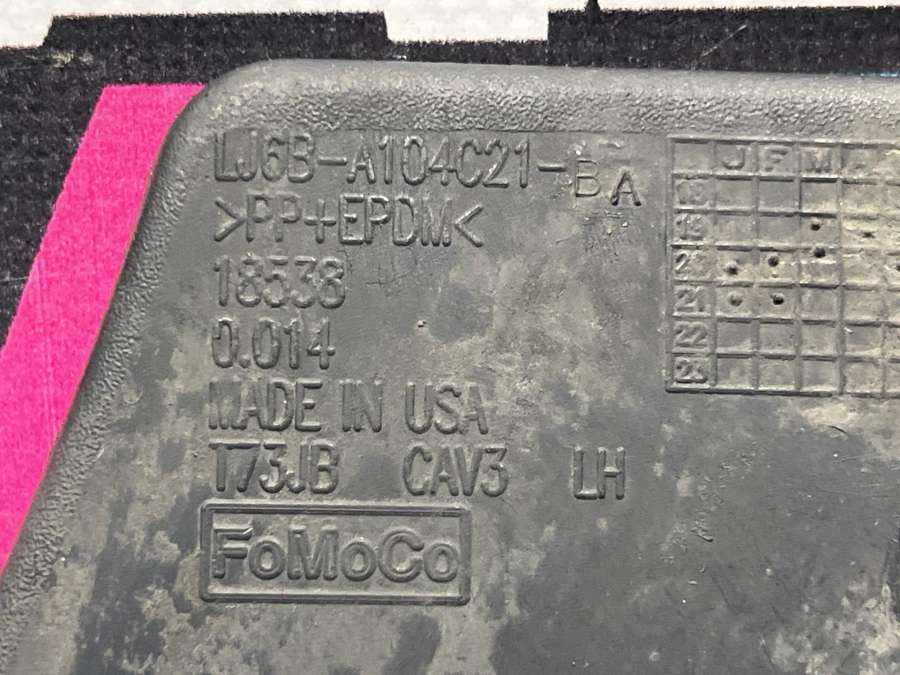 LJ6B-A104C21-BA
>PP+EPDM<
18538
0.014
MADE IN USA
T73JB CAV3 LH
FoMoCo
J F M A
18
19
20
21
22
23